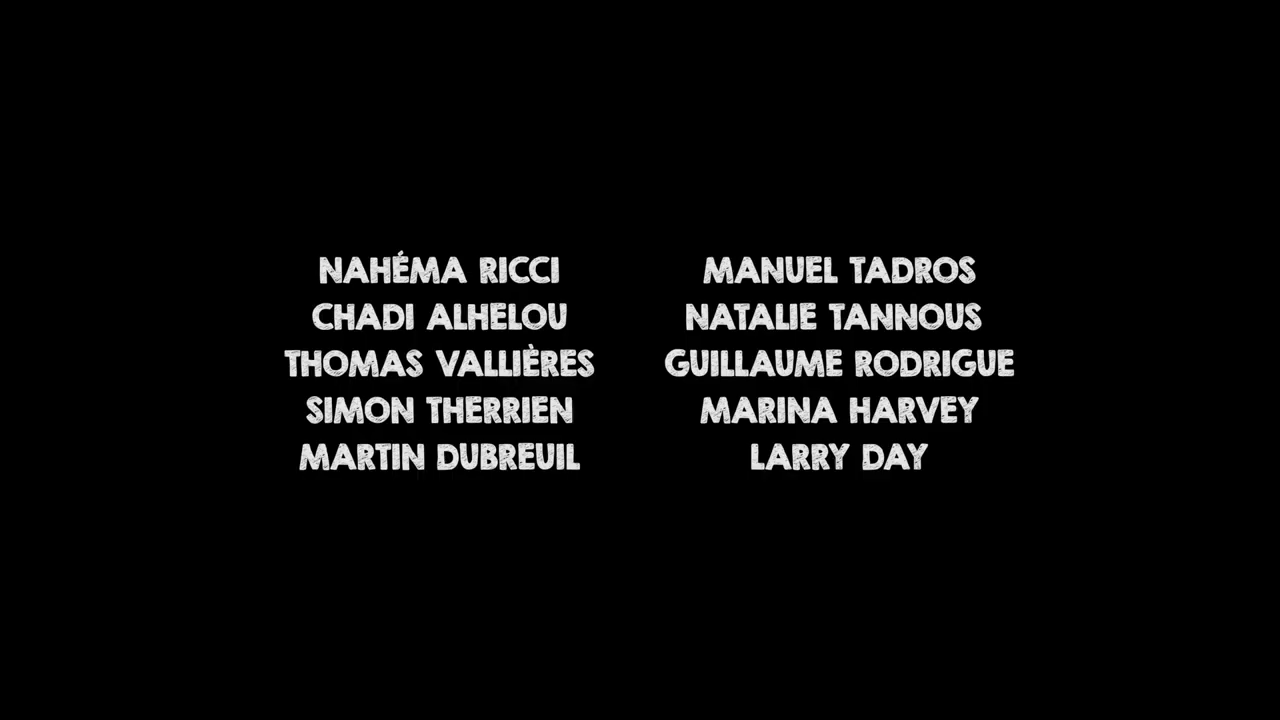 NAHÉMA RICCI
CHADI ALHELOU
THOMAS VALLIÈRES
SIMON THERRIEN
MARTIN DUBREUIL
MANUEL TADROS
NATALIE TANNOUS
GUILLAUME RODRIGUE
MARINA HARVEY
LARRY DAY